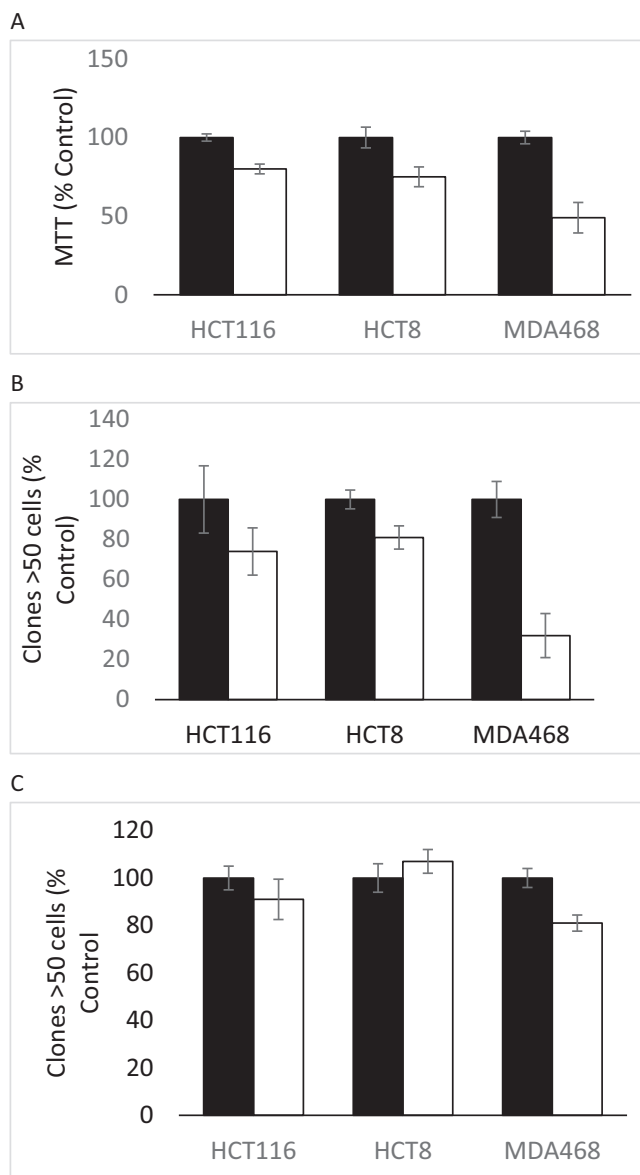 A
MTT (% Control)
150
100
50
0
HCT116 HCT8 MDA468
B
Clones >50 cells (%
Control)
140
120
100
80
60
40
20
0
HCT116 HCT8 MDA468
C
Clones >50 cells (%
Control
120
100
80
60
40
20
0
HCT116 HCT8 MDA468